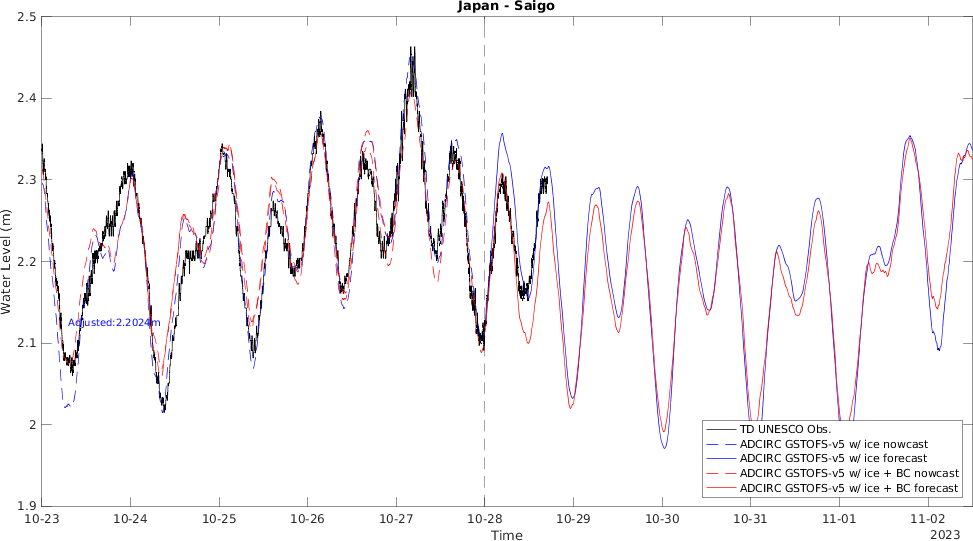 Japan - Saigo
2.5
2.4
2.3
2.2
2.1
2
1.9
Water Level (m)
Adjusted:2.2024m
TD UNESCO Obs.
ADCIRC GSTOFS-v5 w/ ice nowcast
ADCIRC GSTOFS-v5 w/ ice forecast
ADCIRC GSTOFS-v5 w/ ice + BC nowcast
ADCIRC GSTOFS-v5 w/ ice + BC forecast
10-23 10-24 10-25 10-26 10-27 10-28 10-29 10-30 10-31 11-01 11-02
Time
2023